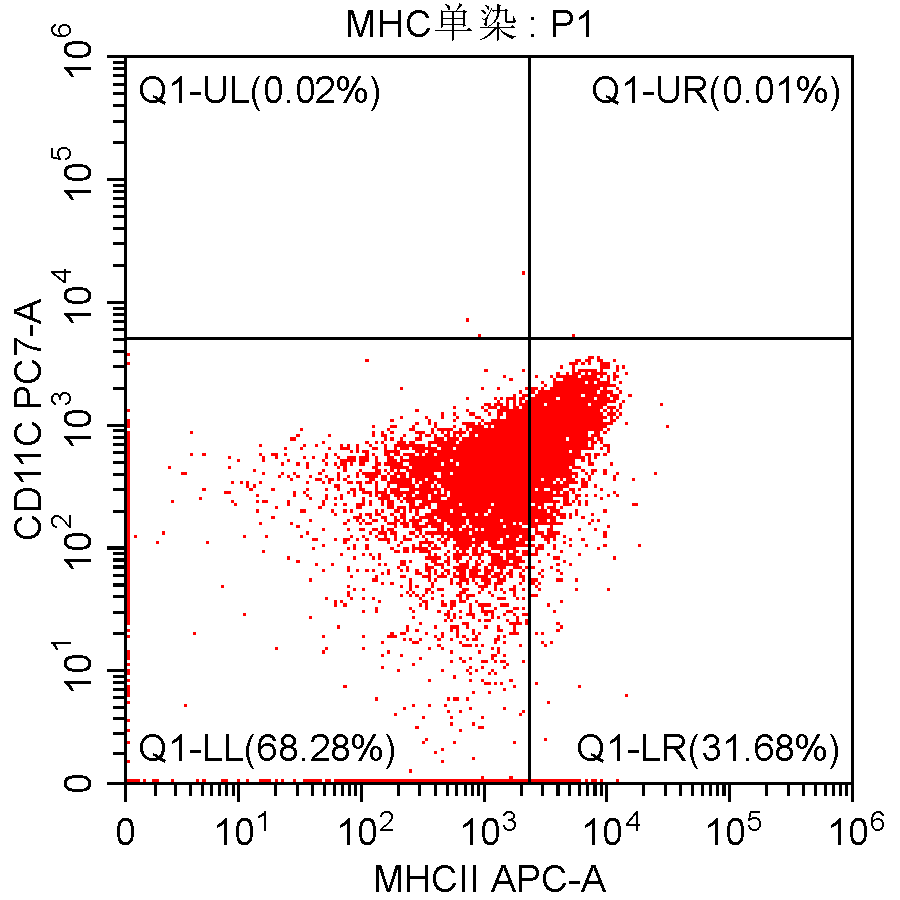 MHC单染 : P1
Q1-UL(0.02%)
Q1-UR(0.01%)
Q1-LL(68.28%)
Q1-LR(31.68%)
CD11C PC7-A
10^6
10^5
10^4
10^3
10^2
10^1
0
0 10^1 10^2 10^3 10^4 10^5 10^6
MHCII APC-A